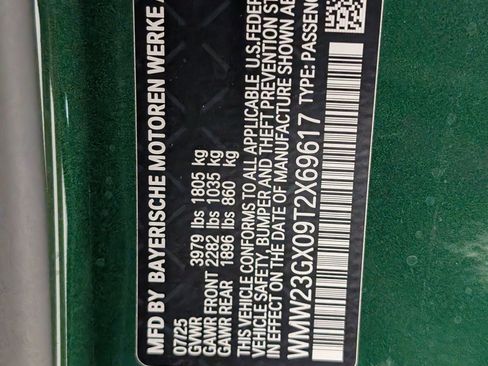 MFD BY BAYERISCHE MOTOREN WERKE
07/25
GVWR 3979 lbs 1805 kg
GAWR FRONT 2282 lbs 1035 kg
GAWR REAR 1896 lbs 860 kg
THIS VEHICLE CONFORMS TO ALL APPLICABLE U.S.FEDER
VEHICLE SAFETY, BUMPER AND THEFT PREVENTION ST
IN EFFECT ON THE DATE OF MANUFACTURE SHOWN AB
WMW23GX09T2X69617 TYPE: PASSENG